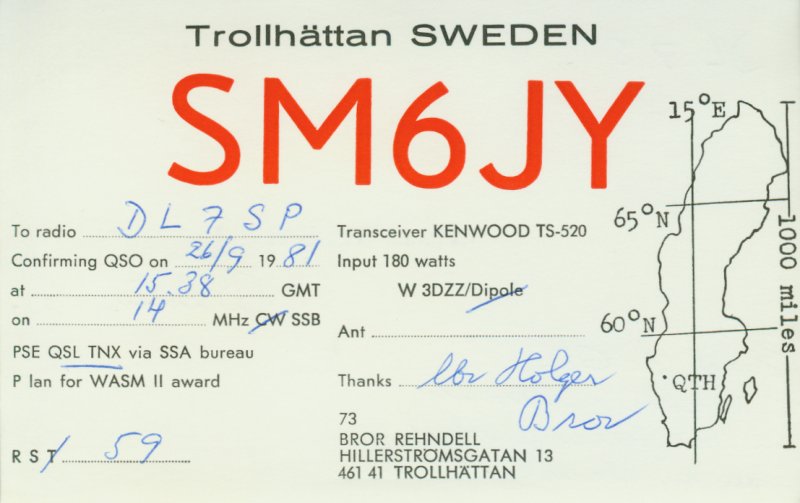 Trollhättan SWEDEN
SM6JY
To radio DL7SP
Confirming QSO on 26/9 1981
at 15.38 GMT
on 14 MHz CW SSB
PSE QSL TNX via SSA bureau
P lan for WASM II award
R S T 59
Transceiver KENWOOD TS-520
Input 180 watts
W 3DZZ/Dipole
Ant
Thanks Holger
Bror
73
BROR REHNDELL
HILLERSTRÖMSGATAN 13
461 41 TROLLHÄTTAN
15°E
65°N
60°N
QTH
1000 miles